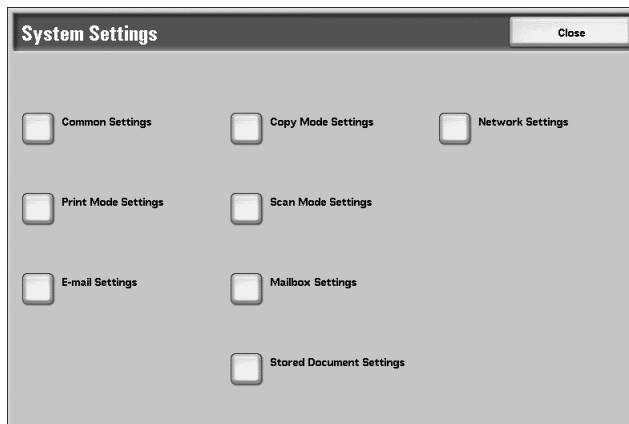 System Settings
Close
Common Settings
Copy Mode Settings
Network Settings
Print Mode Settings
Scan Mode Settings
E-mail Settings
Mailbox Settings
Stored Document Settings